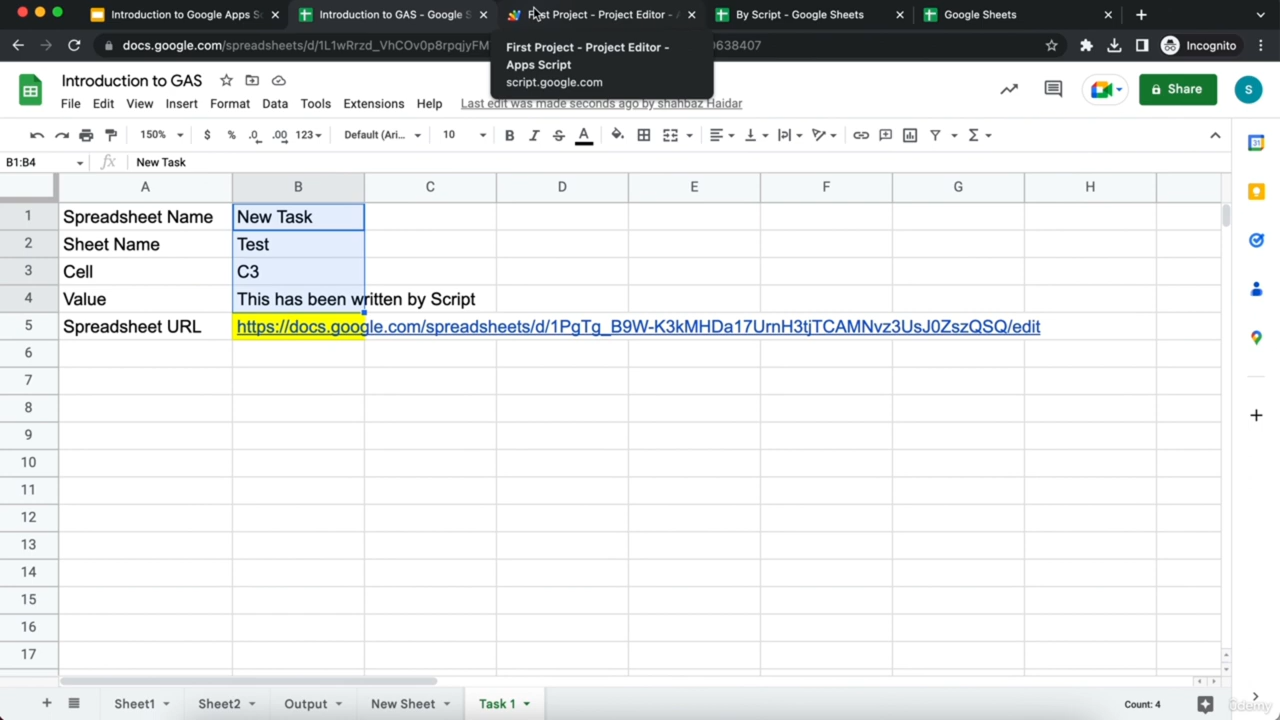 Introduction to Google Apps Sc
Introduction to GAS - Google S
First Project - Project Editor - A
By Script - Google Sheets
Google Sheets
docs.google.com/spreadsheets/d/1L1wRrzd_VhCOv0p8rpqjyFM
0638407
Incognito
First Project - Project Editor -
Apps Script
script.google.com
Introduction to GAS
File Edit View Insert Format Data Tools Extensions Help Last edit was made seconds ago by shahbaz Haidar
Share
S
150% $ % .0 .00 123 Default (Ari... 10 B I S A
B1:B4 fx New Task
A B C D E F G H
1 Spreadsheet Name New Task
2 Sheet Name Test
3 Cell C3
4 Value This has been written by Script
5 Spreadsheet URL https://docs.google.com/spreadsheets/d/1PgTg_B9W-K3kMHDa17UrnH3tjTCAMNvz3UsJ0ZszQSQ/edit
6
7
8
9
10
11
12
13
14
15
16
17
Sheet1 Sheet2 Output New Sheet Task 1 Count: 4
ûdemy